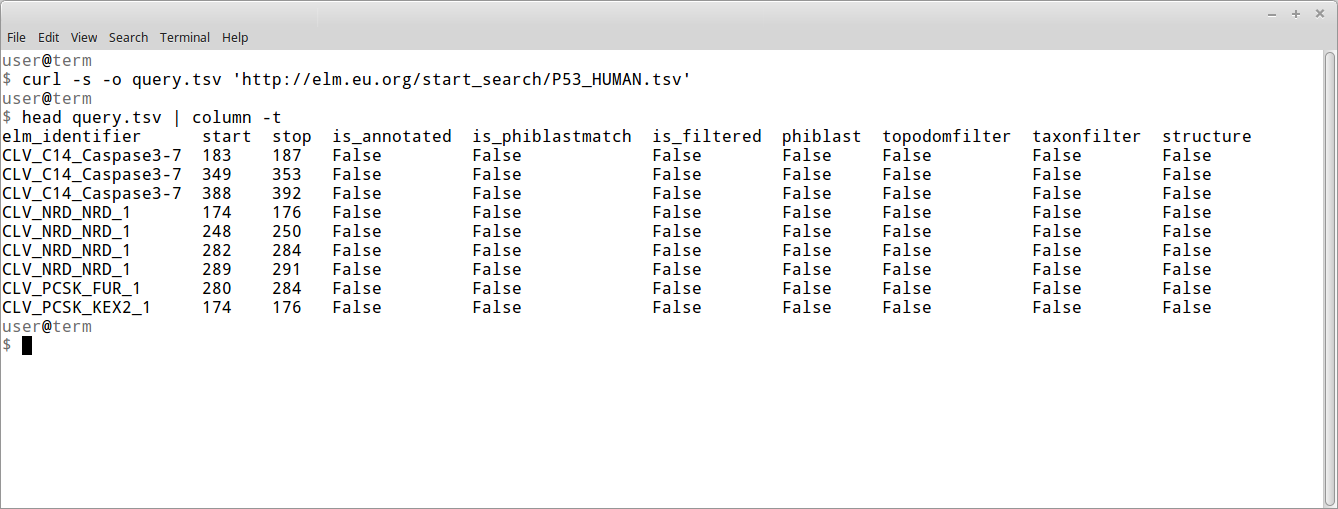 File Edit View Search Terminal Help
user@term
$ curl -s -o query.tsv 'http://elm.eu.org/start_search/P53_HUMAN.tsv'
user@term
$ head query.tsv | column -t
elm_identifier start stop is_annotated is_phiblastmatch is_filtered phiblast topodomfilter taxonfilter structure
CLV_C14_Caspase3-7 183 187 False False False False False False False
CLV_C14_Caspase3-7 349 353 False False False False False False False
CLV_C14_Caspase3-7 388 392 False False False False False False False
CLV_NRD_NRD_1 174 176 False False False False False False False
CLV_NRD_NRD_1 248 250 False False False False False False False
CLV_NRD_NRD_1 282 284 False False False False False False False
CLV_NRD_NRD_1 289 291 False False False False False False False
CLV_PCSK_FUR_1 280 284 False False False False False False False
CLV_PCSK_KEX2_1 174 176 False False False False False False False
user@term
$